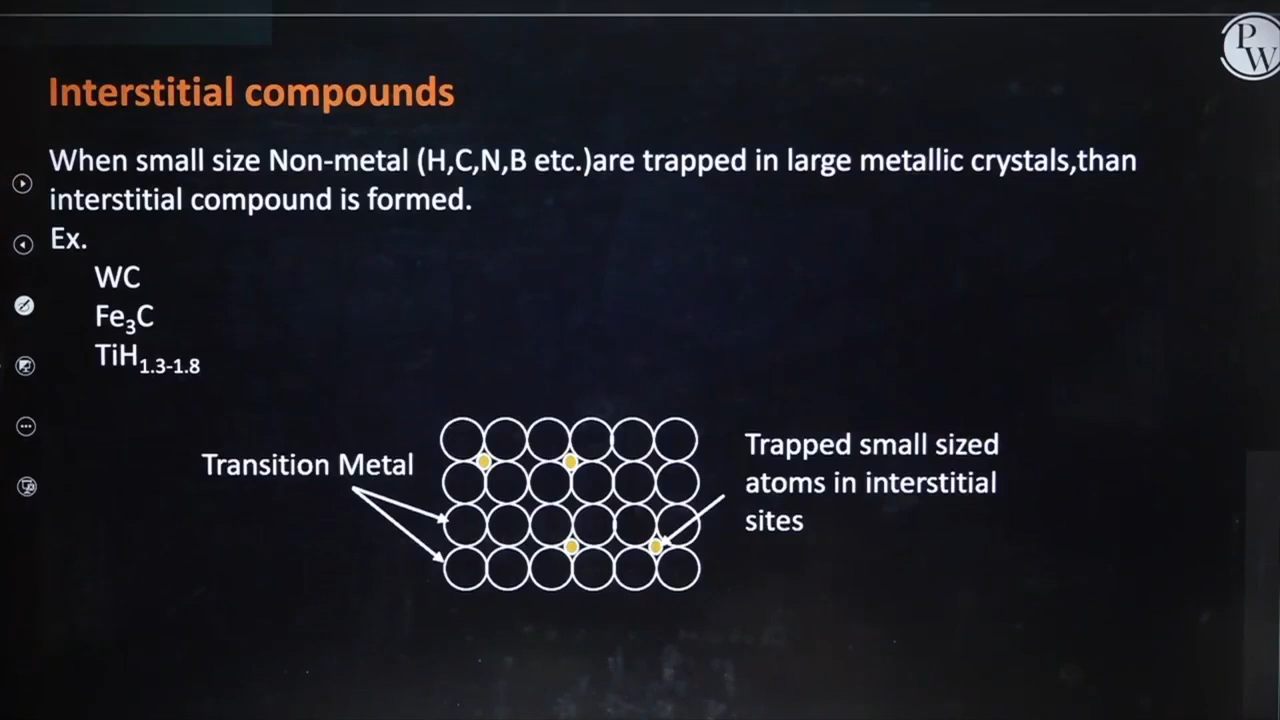 P
W
Interstitial compounds
When small size Non-metal (H,C,N,B etc.)are trapped in large metallic crystals,than
interstitial compound is formed.
Ex.
WC
Fe₃C
TiH₁.₃₋₁.₈
Transition Metal
Trapped small sized
atoms in interstitial
sites